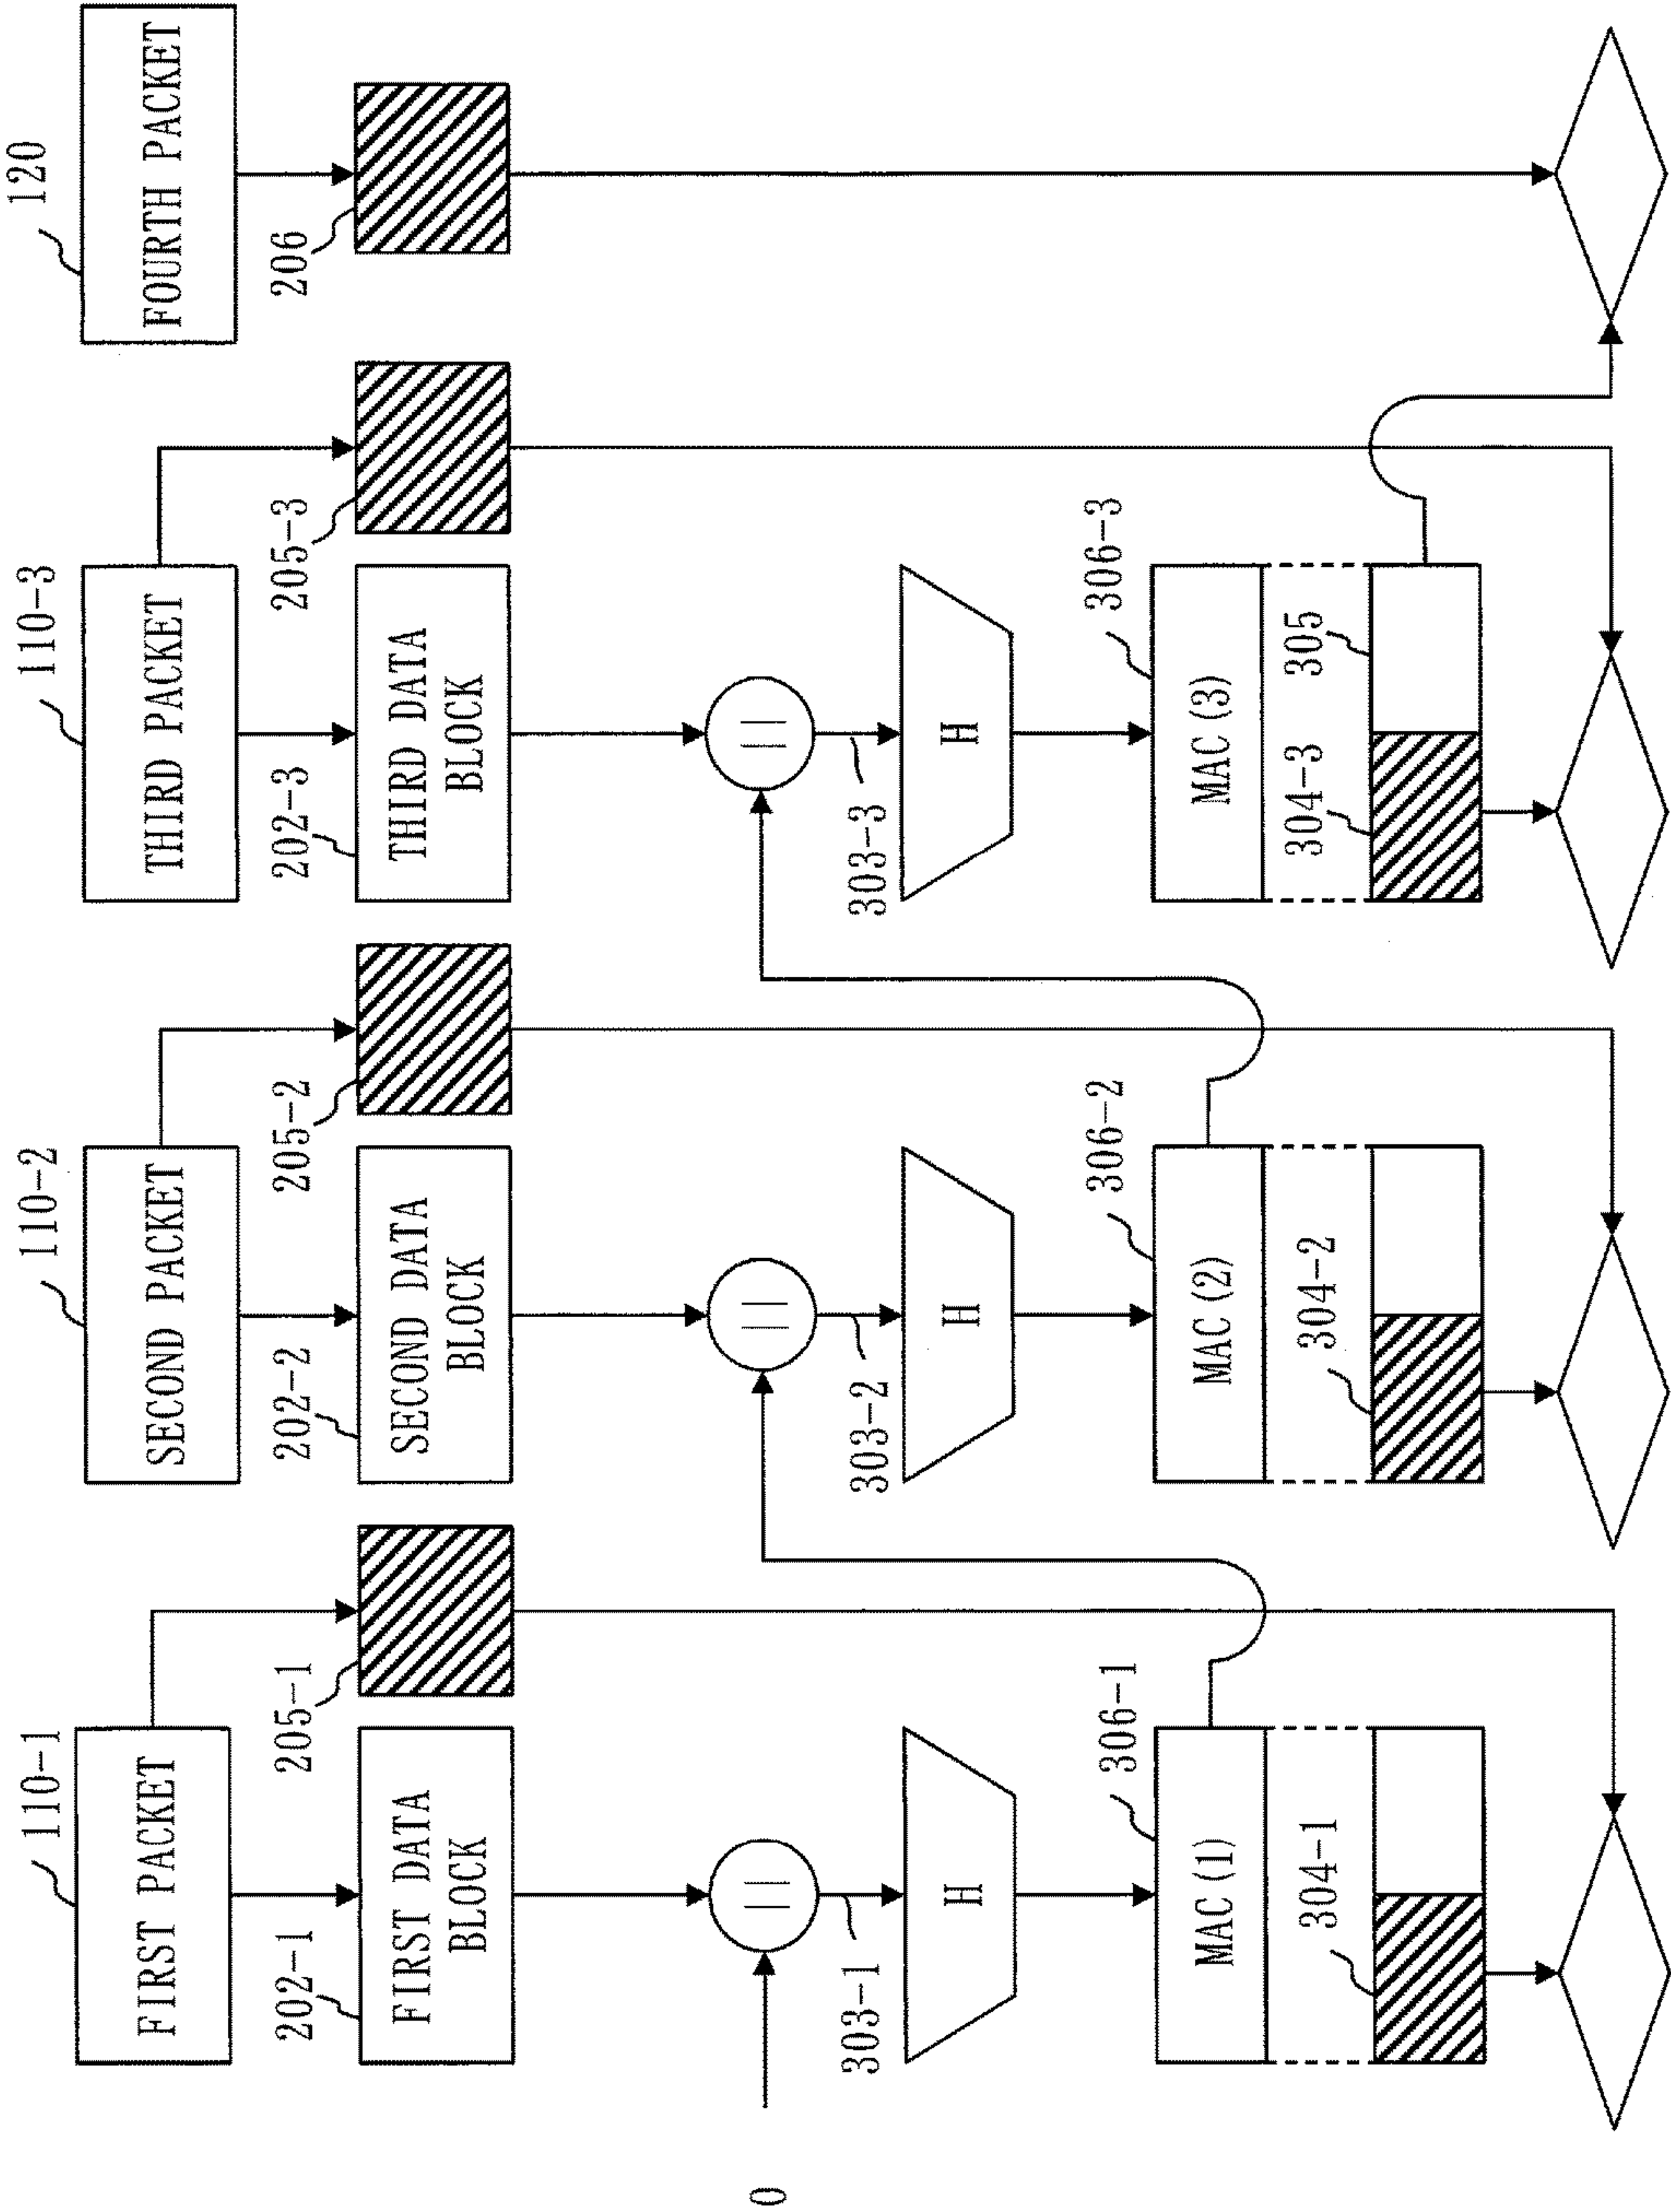 110-1
FIRST PACKET
110-2
SECOND PACKET
110-3
THIRD PACKET
120
FOURTH PACKET
202-1
205-1
202-2
205-2
202-3
205-3
206
FIRST DATA
BLOCK
SECOND DATA
BLOCK
THIRD DATA
BLOCK
0
||
||
||
303-1
303-2
303-3
H
H
H
306-1
306-2
306-3
MAC(1)
MAC(2)
MAC(3)
304-1
304-2
304-3
305